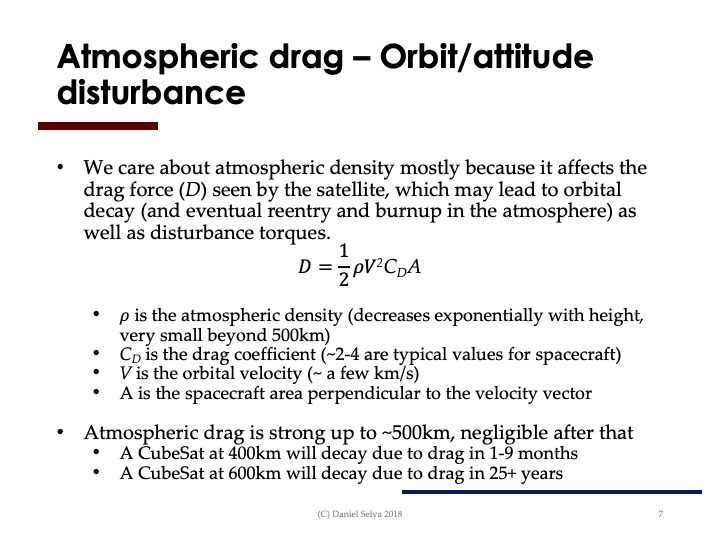 Atmospheric drag – Orbit/attitude
disturbance
• We care about atmospheric density mostly because it affects the
drag force (D) seen by the satellite, which may lead to orbital
decay (and eventual reentry and burnup in the atmosphere) as
well as disturbance torques.
D = 1/2 ρV²C_D A
• ρ is the atmospheric density (decreases exponentially with height,
very small beyond 500km)
• C_D is the drag coefficient (~2-4 are typical values for spacecraft)
• V is the orbital velocity (~ a few km/s)
• A is the spacecraft area perpendicular to the velocity vector
• Atmospheric drag is strong up to ~500km, negligible after that
• A CubeSat at 400km will decay due to drag in 1-9 months
• A CubeSat at 600km will decay due to drag in 25+ years
(C) Daniel Selva 2018
7